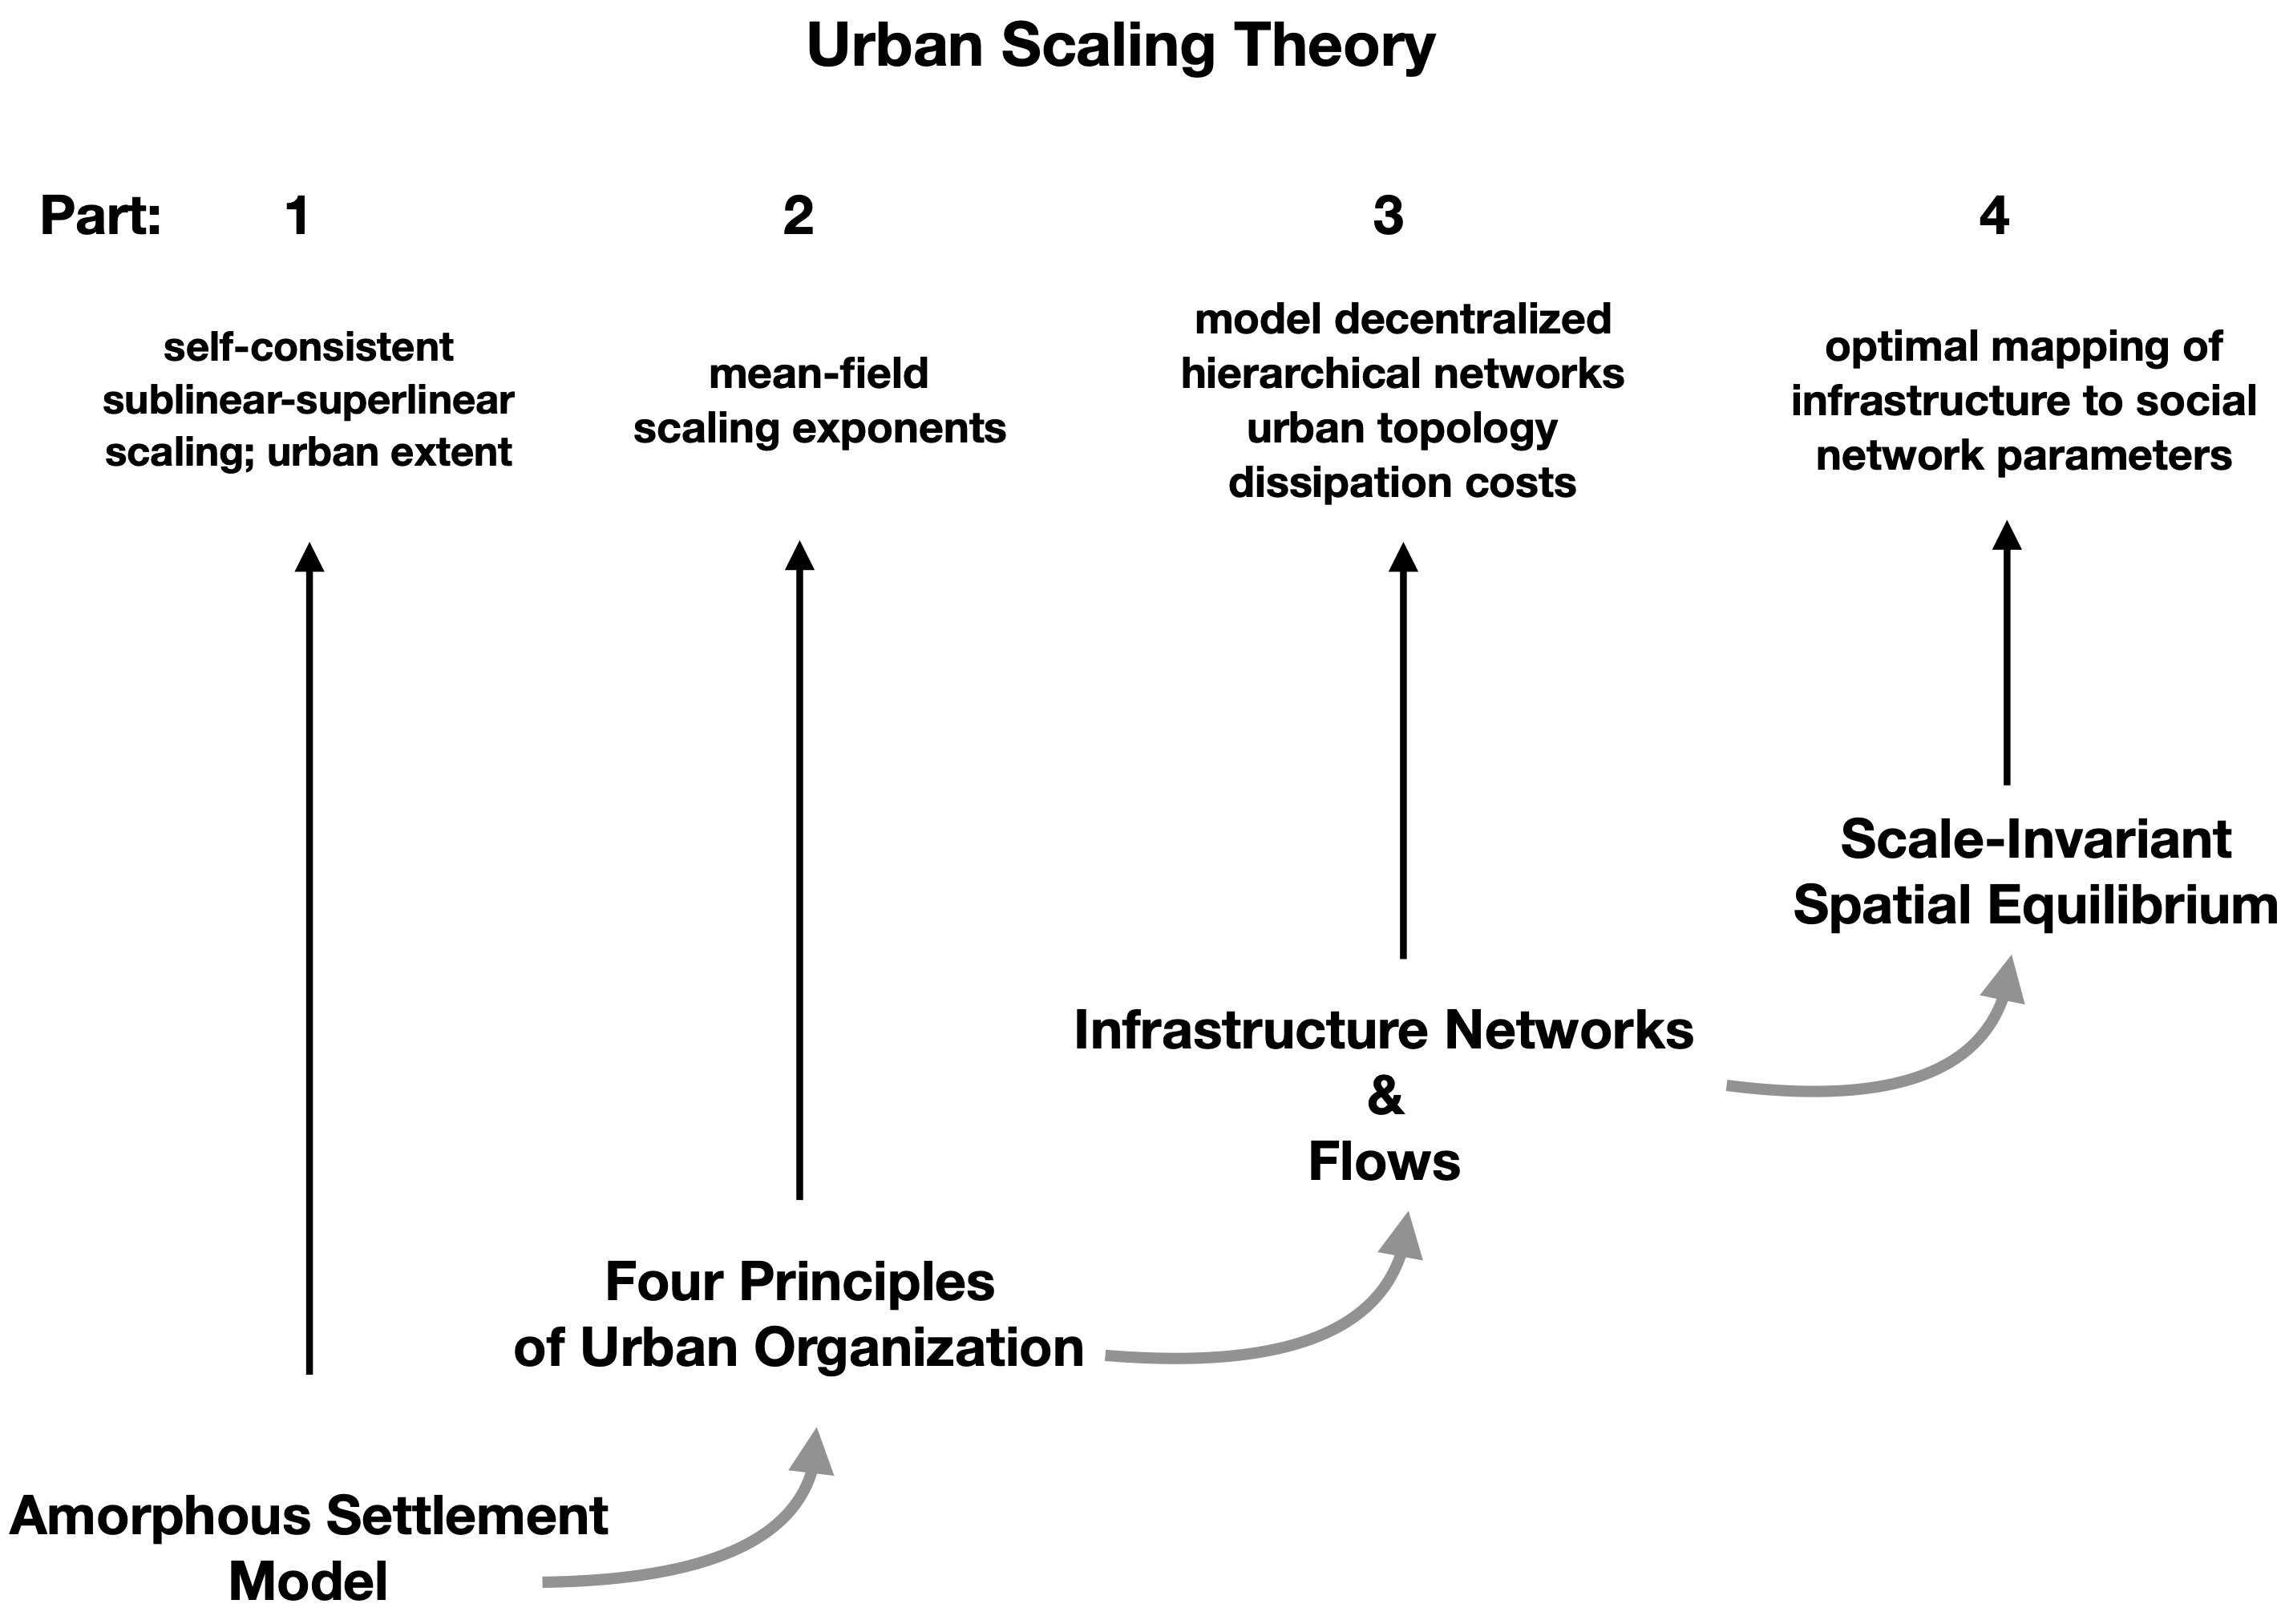 Urban Scaling Theory
Part: 1 2 3 4
self-consistent
sublinear-superlinear
scaling; urban extent
mean-field
scaling exponents
model decentralized
hierarchical networks
urban topology
dissipation costs
optimal mapping of
infrastructure to social
network parameters
Scale-Invariant
Spatial Equilibrium
Infrastructure Networks
&
Flows
Four Principles
of Urban Organization
Amorphous Settlement
Model